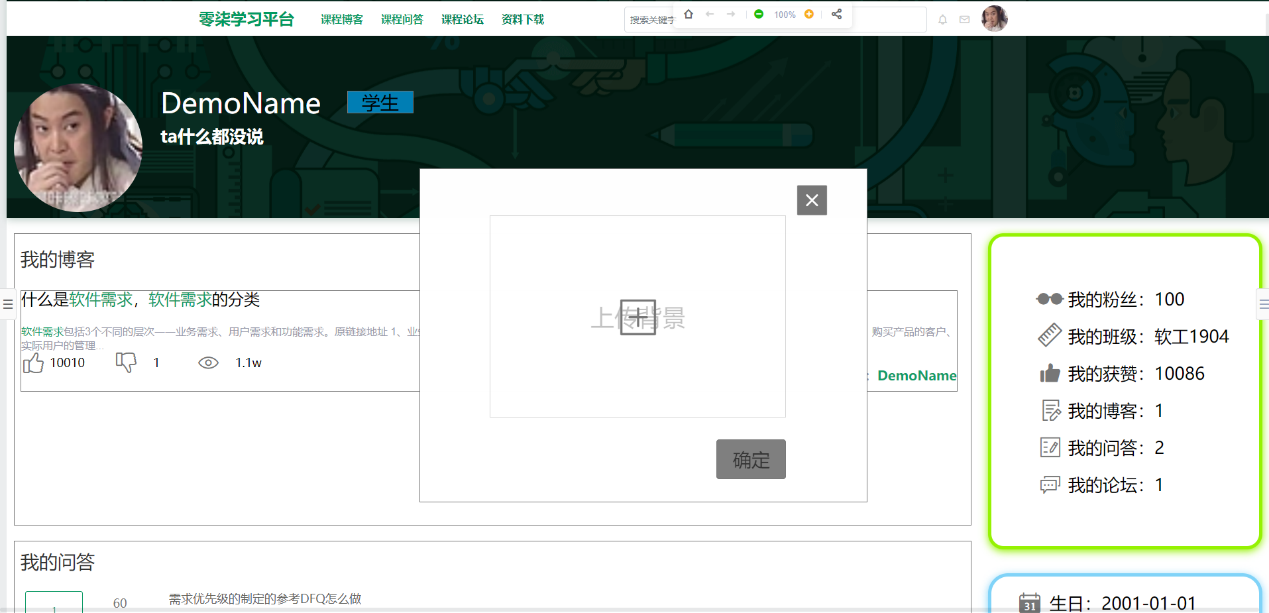 零柒学习平台 课程博客 课程问答 课程论坛 资料下载 搜索关键字 100%
DemoName 学生
ta什么都没说
我的博客
什么是软件需求，软件需求的分类
软件需求包括3个不同的层次——业务需求、用户需求和功能需求。原链接地址 1、业 购买产品的客户、
实际用户的管理...
10010 1 1.1w
: DemoName
上传背景
确定
我的粉丝：100
我的班级：软工1904
我的获赞：10086
我的博客：1
我的问答：2
我的论坛：1
我的问答
1 60 需求优先级的制定的参考DFQ怎么做
31 生日：2001-01-01